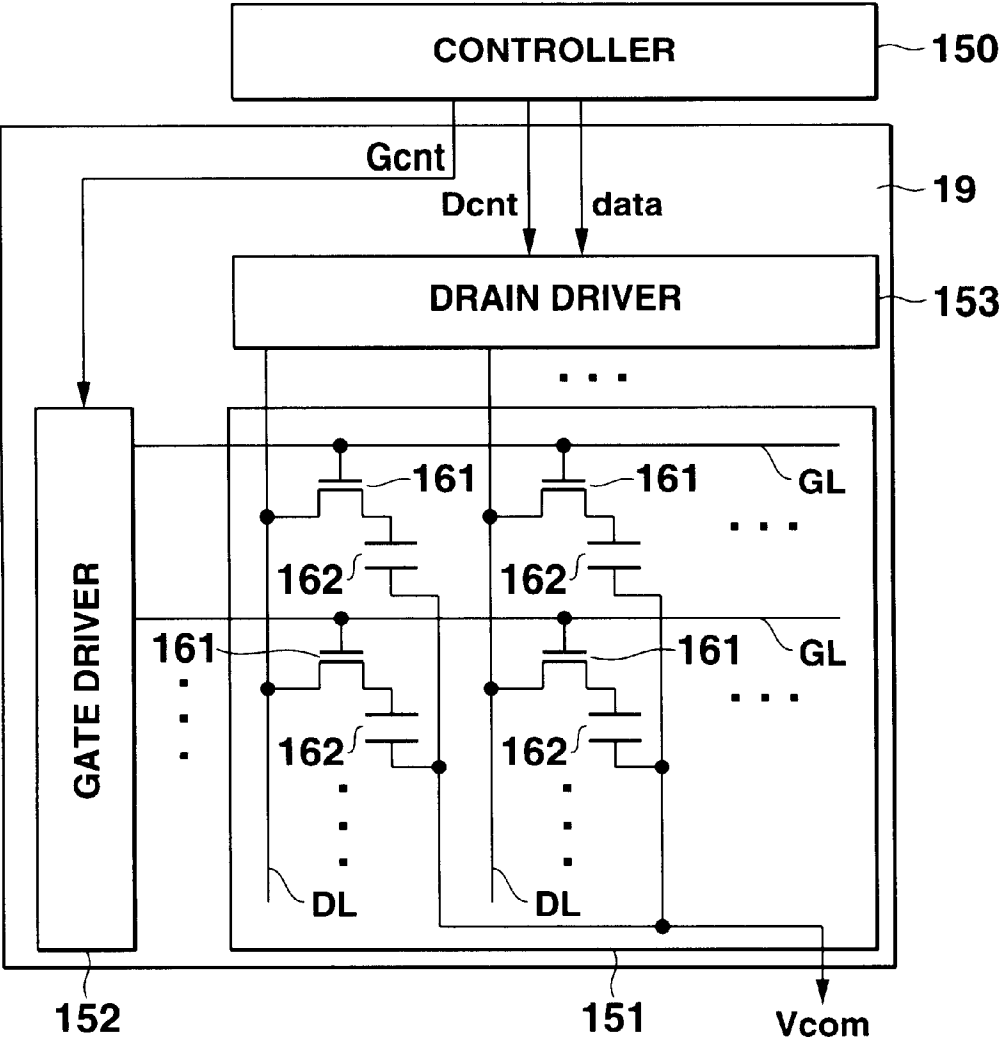 CONTROLLER 150
Gcnt
19
Dcnt data
DRAIN DRIVER 153
161 161
GL
162 162
GATE DRIVER
161 161
GL
162 162
DL DL
152 151
Vcom